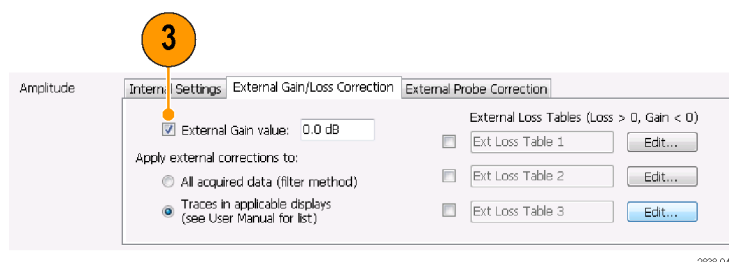 3
Amplitude
Internal Settings External Gain/Loss Correction External Probe Correction
External Gain value: 0.0 dB
Apply external corrections to:
All acquired data (filter method)
Traces in applicable displays
(see User Manual for list)
External Loss Tables (Loss > 0, Gain < 0)
Ext Loss Table 1 Edit...
Ext Loss Table 2 Edit...
Ext Loss Table 3 Edit...